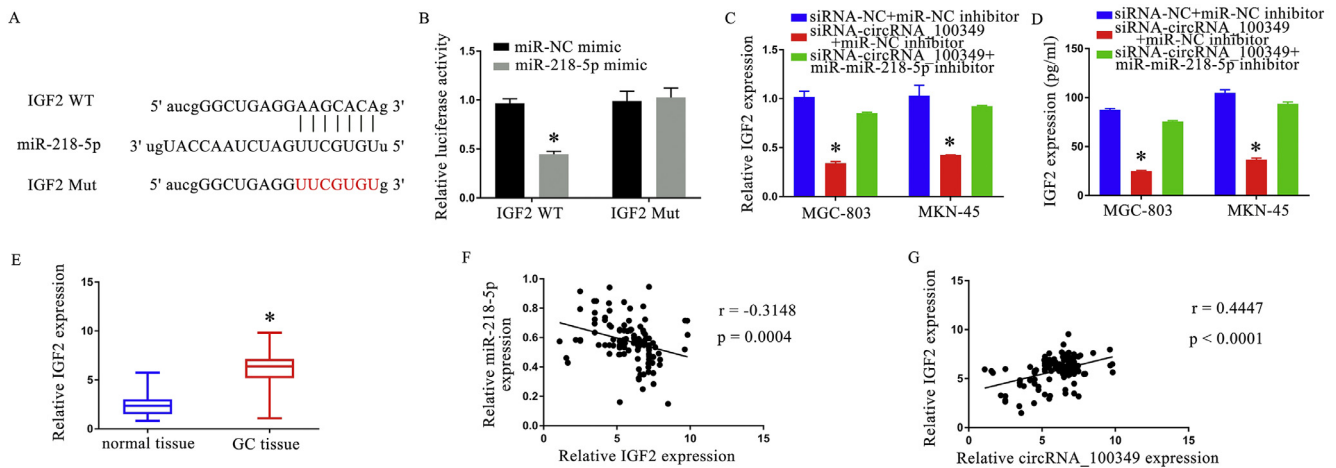 A
IGF2 WT
5' aucgGGCUGAGGAAGCACAg 3'
miR-218-5p
3' ugUACCAAUCUAGUUCGUGUu 5'
IGF2 Mut
5' aucgGGCUGAGGUUCGUGUg 3'
B
Relative luciferase activity
miR-NC mimic
miR-218-5p mimic
2.0
1.5
1.0
0.5
0.0
*
IGF2 WT
IGF2 Mut
C
siRNA-NC+miR-NC inhibitor
siRNA-circRNA_100349
+miR-NC inhibitor
siRNA-circRNA_100349+
miR-miR-218-5p inhibitor
Relative IGF2 expression
1.5
1.0
0.5
0.0
*
*
MGC-803
MKN-45
D
siRNA-NC+miR-NC inhibitor
siRNA-circRNA_100349
+miR-NC inhibitor
siRNA-circRNA_100349+
miR-miR-218-5p inhibitor
IGF2 expression (pg/ml)
150
100
50
0
*
*
MGC-803
MKN-45
E
Relative IGF2 expression
15
10
5
0
*
normal tissue
GC tissue
F
Relative miR-218-5p
expression
1.0
0.8
0.6
0.4
0.2
0.0
0
5
10
15
Relative IGF2 expression
r = -0.3148
p = 0.0004
G
Relative IGF2 expression
15
10
5
0
0
5
10
15
Relative circRNA_100349 expression
r = 0.4447
p < 0.0001